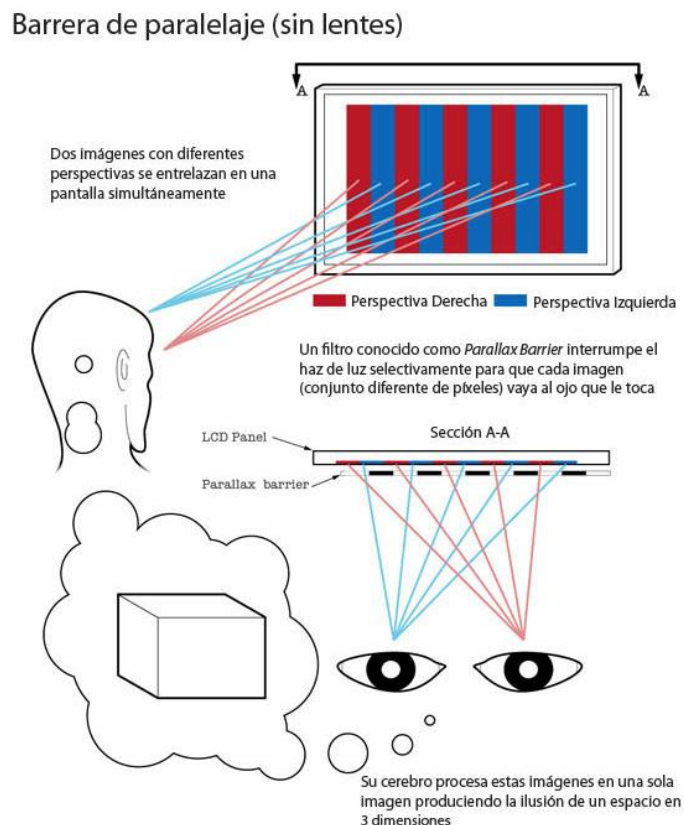 Barrera de paralelaje (sin lentes)
A
A
Dos imágenes con diferentes
perspectivas se entrelazan en una
pantalla simultáneamente
Perspectiva Derecha
Perspectiva Izquierda
Un filtro conocido como Parallax Barrier interrumpe el
haz de luz selectivamente para que cada imagen
(conjunto diferente de píxeles) vaya al ojo que le toca
Sección A-A
LCD Panel
Parallax barrier
Su cerebro procesa estas imágenes en una sola
imagen produciendo la ilusión de un espacio en
3 dimensiones